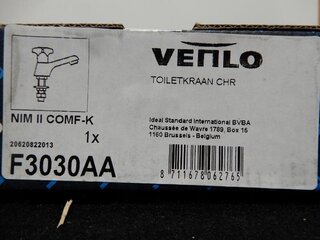 VENLO
TOILETKRAAN CHR
NIM II COMF-K
1x
20620822013
F3030AA
Ideal Standard International BVBA
Chaussée de Wavre 1789, Box 15
1160 Brussels - Belgium
8 711678 062765